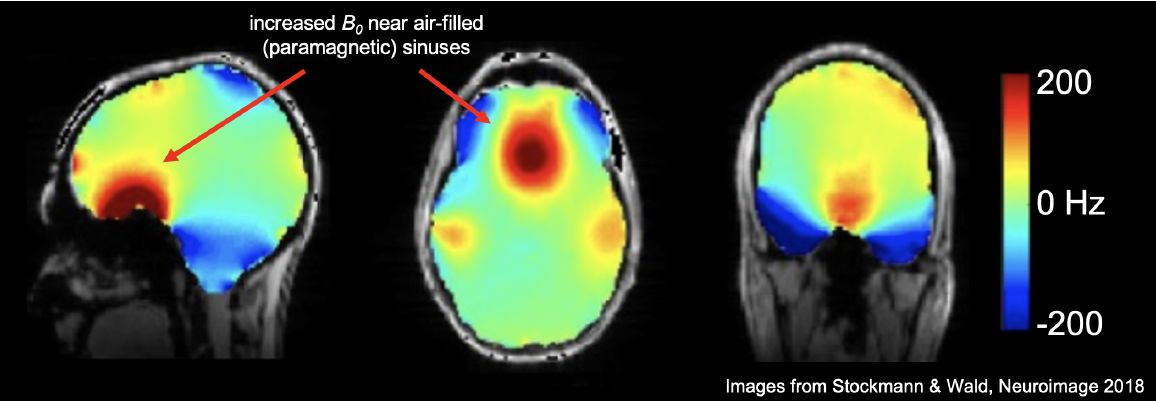 increased B0 near air-filled
(paramagnetic) sinuses
200
0 Hz
-200
Images from Stockmann & Wald, Neuroimage 2018